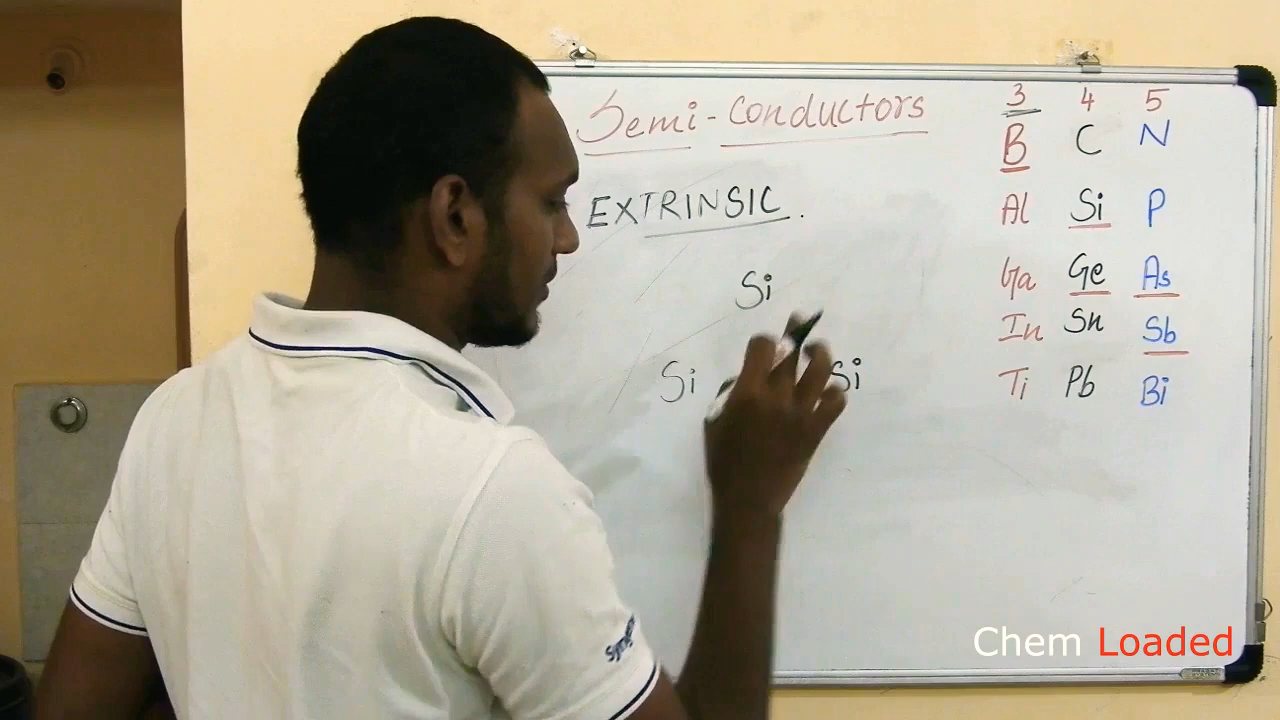 Semi-conductors
EXTRINSIC.
Si
Si Si
3 4 5
B C N
Al Si P
Ga Ge As
In Sn Sb
Ti Pb Bi
Chem Loaded